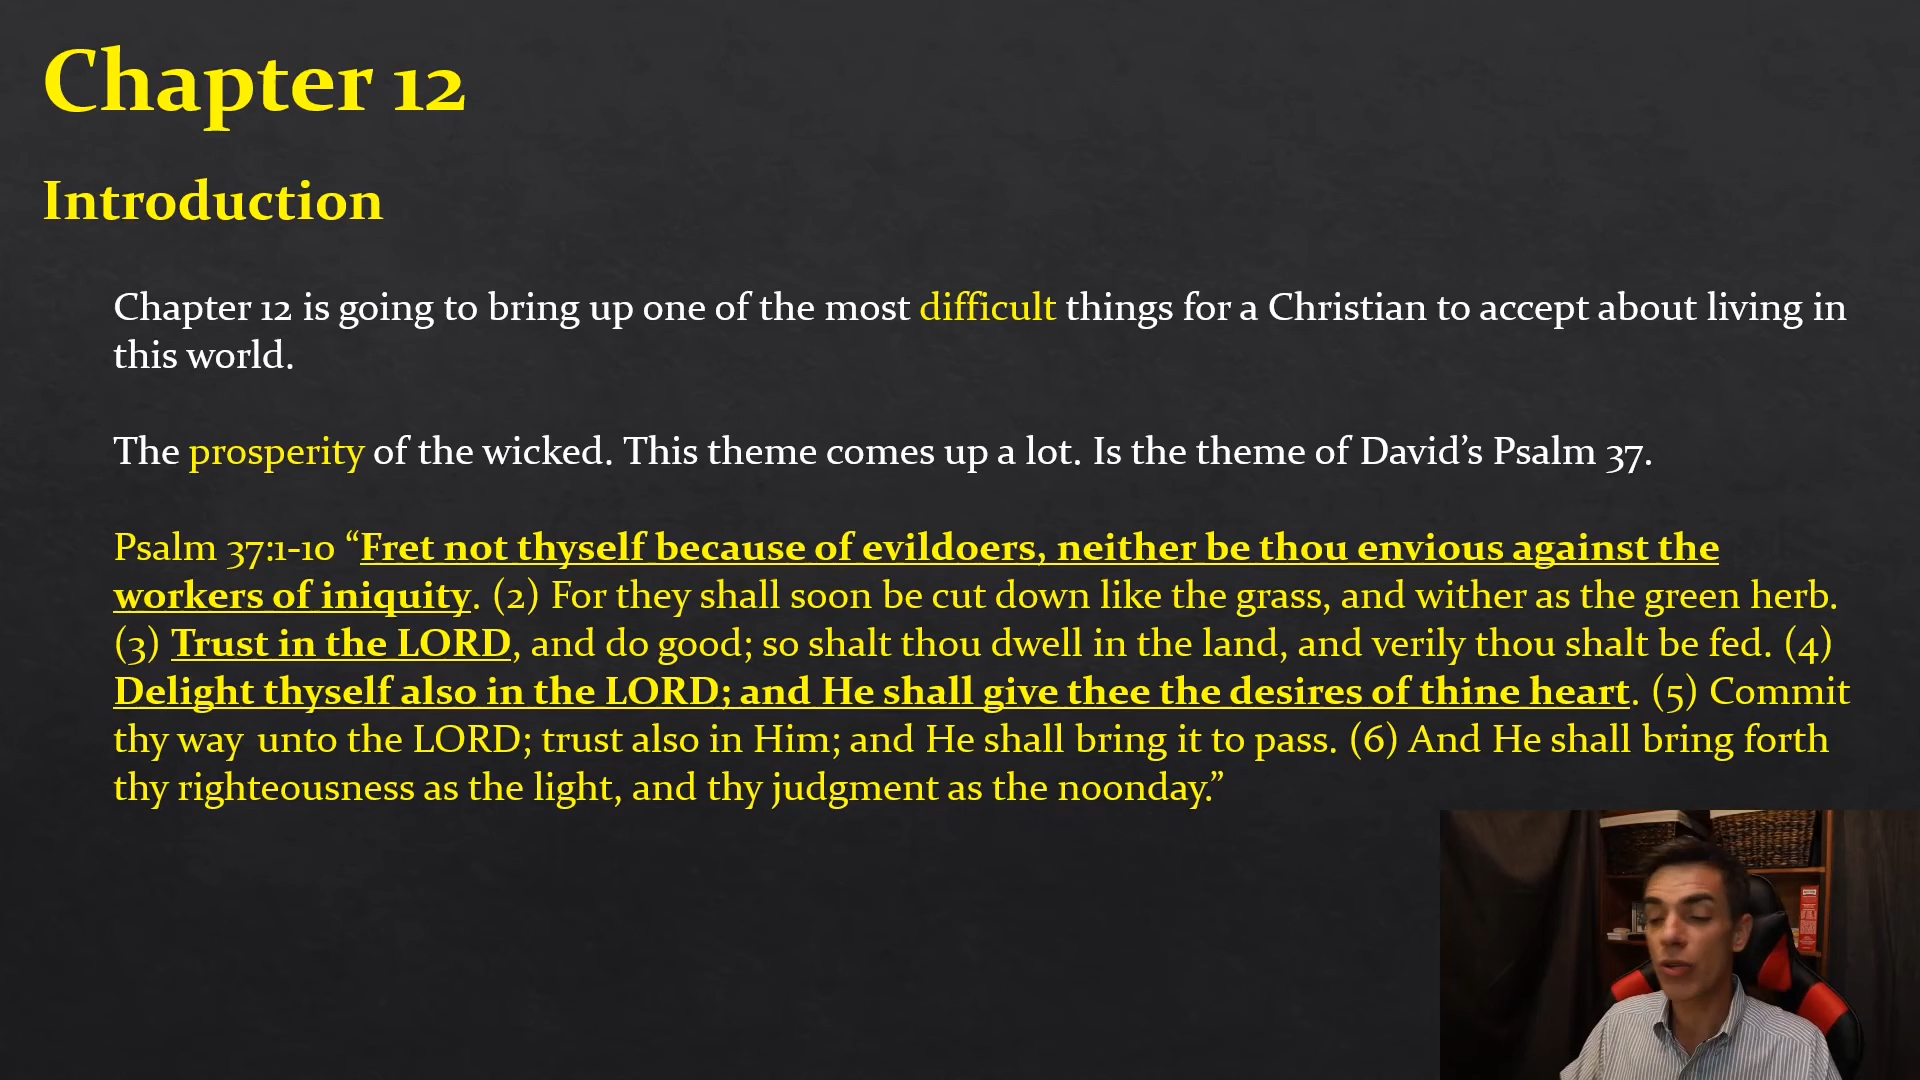 Chapter 12
Introduction
Chapter 12 is going to bring up one of the most difficult things for a Christian to accept about living in
this world.
The prosperity of the wicked. This theme comes up a lot. Is the theme of David’s Psalm 37.
Psalm 37:1-10 “Fret not thyself because of evildoers, neither be thou envious against the
workers of iniquity. (2) For they shall soon be cut down like the grass, and wither as the green herb.
(3) Trust in the LORD, and do good; so shalt thou dwell in the land, and verily thou shalt be fed. (4)
Delight thyself also in the LORD; and He shall give thee the desires of thine heart. (5) Commit
thy way unto the LORD; trust also in Him; and He shall bring it to pass. (6) And He shall bring forth
thy righteousness as the light, and thy judgment as the noonday.”